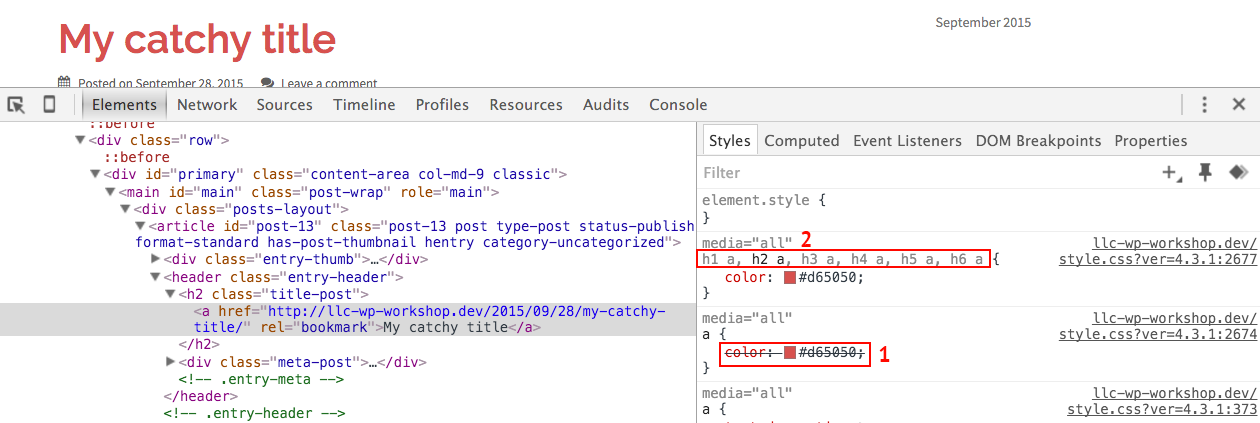 My catchy title
September 2015
Posted on September 28, 2015 Leave a comment
Elements Network Sources Timeline Profiles Resources Audits Console
::before
<div class="row">
::before
<div id="primary" class="content-area col-md-9 classic">
<main id="main" class="post-wrap" role="main">
<div class="posts-layout">
<article id="post-13" class="post-13 post type-post status-publish
format-standard has-post-thumbnail hentry category-uncategorized">
<div class="entry-thumb">…</div>
<header class="entry-header">
<h2 class="title-post">
<a href="http://llc-wp-workshop.dev/2015/09/28/my-catchy-
title/" rel="bookmark">My catchy title</a>
</h2>
<div class="meta-post">…</div>
<!-- .entry-meta -->
</header>
<!-- .entry-header -->
Styles Computed Event Listeners DOM Breakpoints Properties
Filter
element.style {
}
media="all" 2 llc-wp-workshop.dev/
h1 a, h2 a, h3 a, h4 a, h5 a, h6 a { style.css?ver=4.3.1:2677
color: #d65050;
}
media="all" llc-wp-workshop.dev/
a { style.css?ver=4.3.1:2674
color: #d65050; 1
}
media="all" llc-wp-workshop.dev/
a { style.css?ver=4.3.1:373